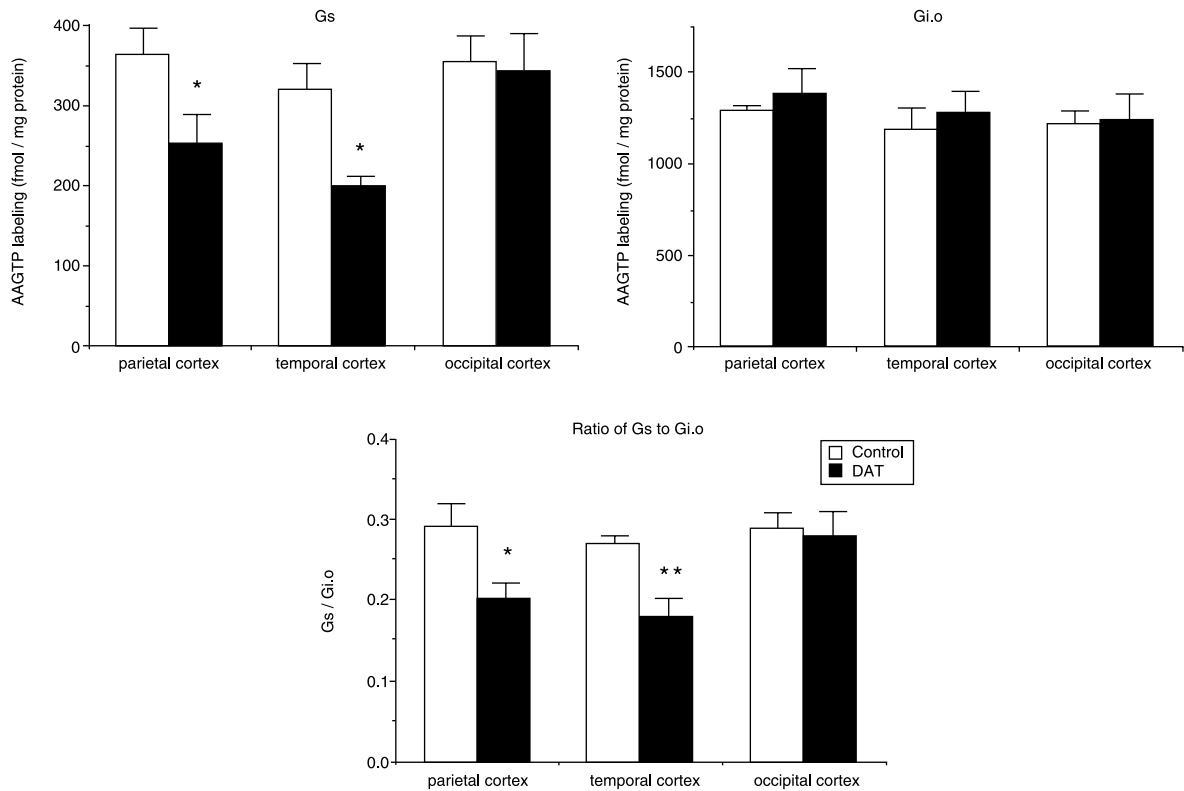 Gs
AAGTP labeling (fmol / mg protein)
400
300
200
100
0
*
*
parietal cortex
temporal cortex
occipital cortex
Gi.o
AAGTP labeling (fmol / mg protein)
1500
1000
500
0
parietal cortex
temporal cortex
occipital cortex
Ratio of Gs to Gi.o
Control
DAT
Gs / Gi.o
0.4
0.3
0.2
0.1
0.0
*
**
parietal cortex
temporal cortex
occipital cortex